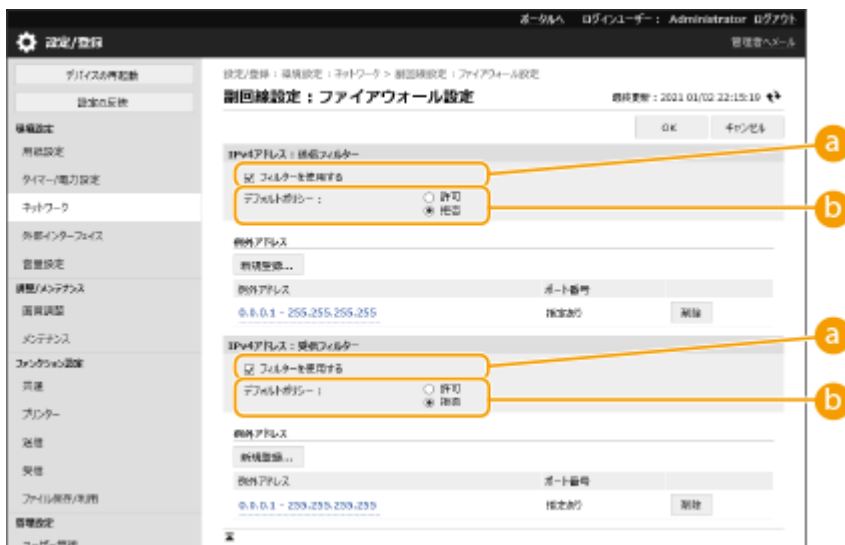 ポータルへ ログインユーザー: Administrator ログアウト
設定/登録
管理者へメール
デバイスの再起動
設定の反映
環境設定
用紙設定
タイマー/電力設定
ネットワーク
外部インターフェイス
音量設定
調整/メンテナンス
画質調整
メンテナンス
ファンクション設定
共通
プリンター
送信
受信
ファイル保存/利用
管理設定
ユーザー管理
設定/登録 : 環境設定 : ネットワーク > 副回線設定 : ファイアウォール設定
副回線設定：ファイアウォール設定
最終更新 : 2021 01/02 22:15:19
OK キャンセル
IPv4アドレス : 送信フィルター
フィルターを使用する
a
デフォルトポリシー :
許可
拒否
b
例外アドレス
新規登録...
例外アドレス ポート番号
0.0.0.1 - 255.255.255.255 指定あり 削除
IPv4アドレス : 受信フィルター
フィルターを使用する
a
デフォルトポリシー :
許可
拒否
b
例外アドレス
新規登録...
例外アドレス ポート番号
0.0.0.1 - 255.255.255.255 指定あり 削除